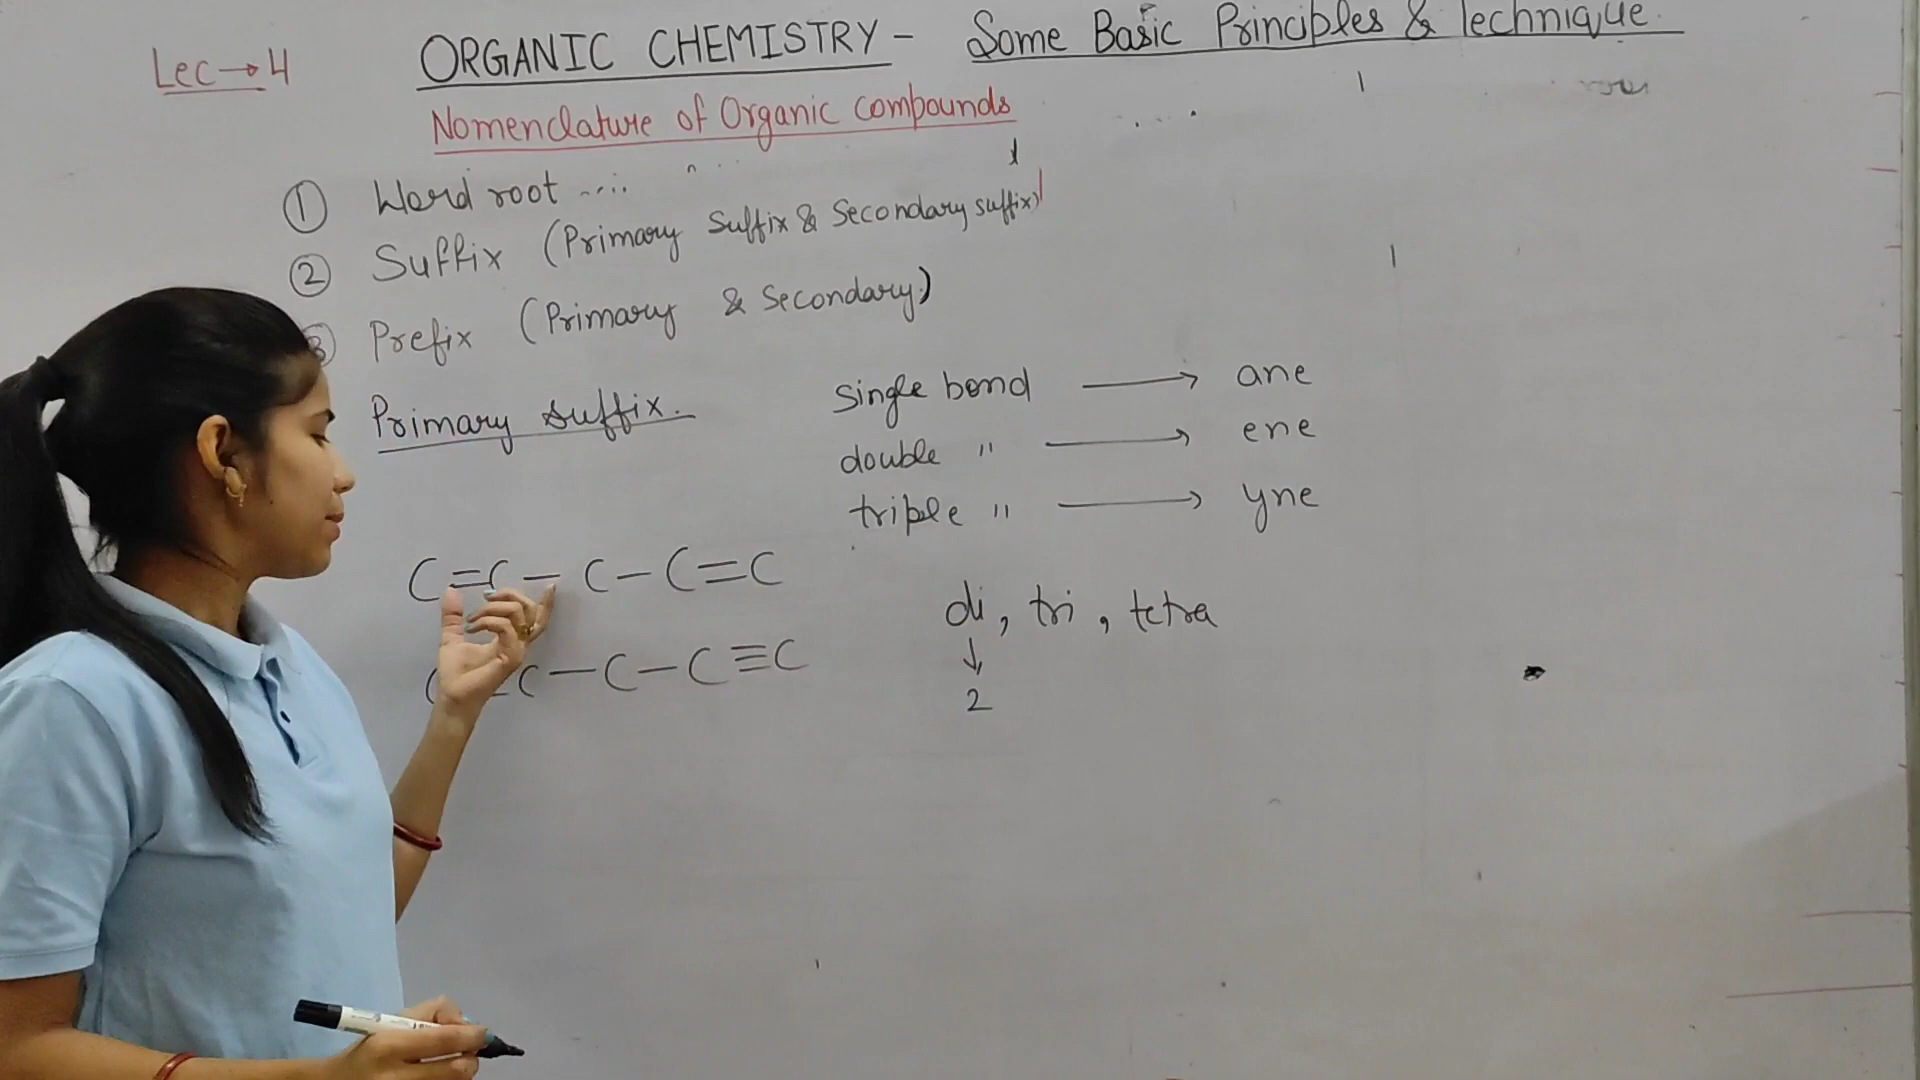 Lec → 4
ORGANIC CHEMISTRY - Some Basic Principles & Technique
Nomenclature of Organic compounds
① Word root ....
② Suffix (Primary Suffix & Secondary suffix)
③ Prefix (Primary & Secondary)
Primary suffix.
single bond → ane
double " → ene
triple " → yne
C=C-C-C=C
di, tri, tetra
C-C-C≡C
↓
2